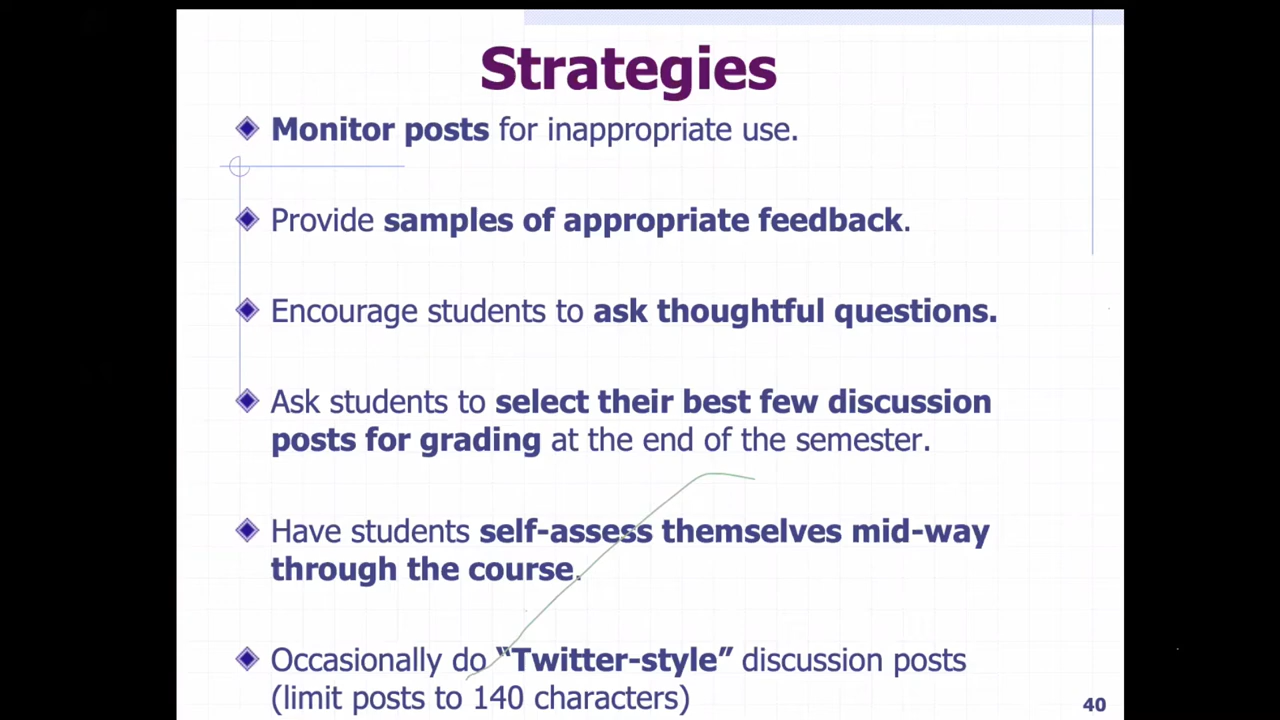 Strategies
Monitor posts for inappropriate use.
Provide samples of appropriate feedback.
Encourage students to ask thoughtful questions.
Ask students to select their best few discussion
posts for grading at the end of the semester.
Have students self-assess themselves mid-way
through the course.
Occasionally do “Twitter-style” discussion posts
(limit posts to 140 characters)
40